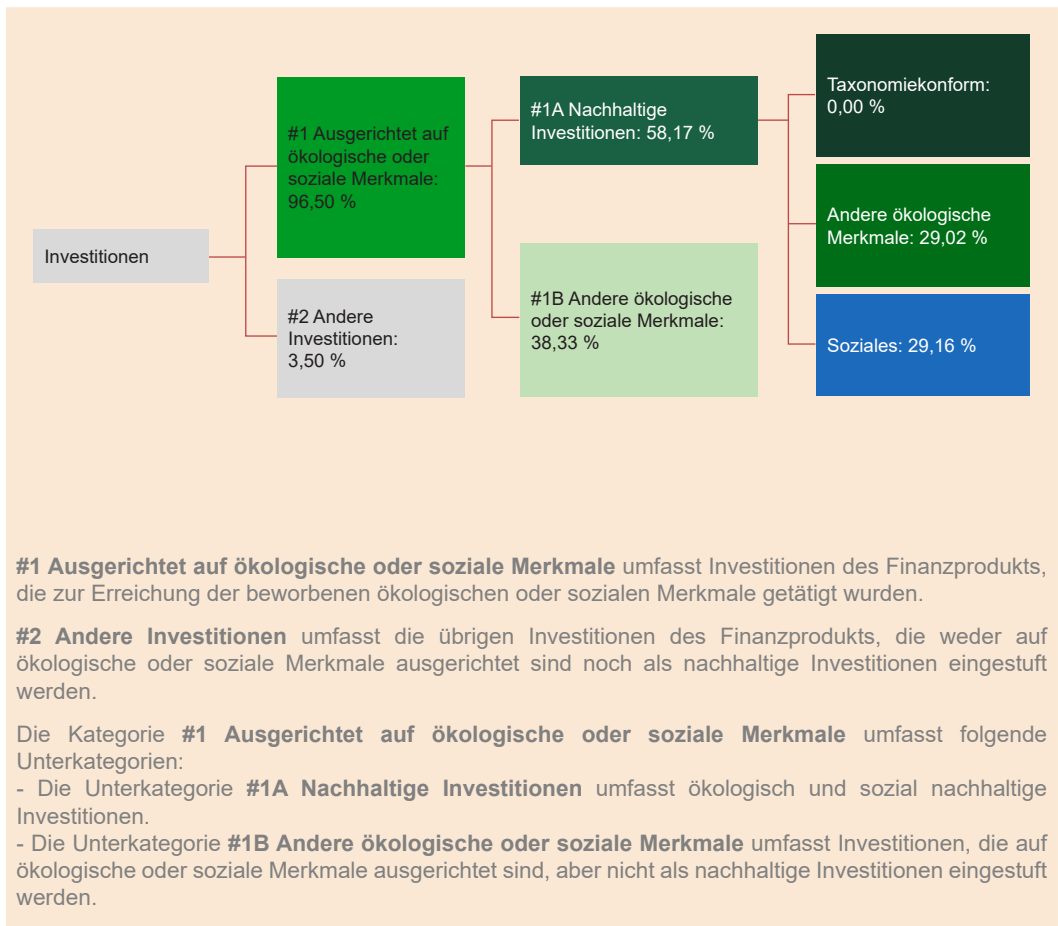 Investitionen
#1 Ausgerichtet auf
ökologische oder
soziale Merkmale:
96,50 %
#2 Andere
Investitionen:
3,50 %
#1A Nachhaltige
Investitionen: 58,17 %
#1B Andere ökologische
oder soziale Merkmale:
38,33 %
Taxonomiekonform:
0,00 %
Andere ökologische
Merkmale: 29,02 %
Soziales: 29,16 %
#1 Ausgerichtet auf ökologische oder soziale Merkmale umfasst Investitionen des Finanzprodukts,
die zur Erreichung der beworbenen ökologischen oder sozialen Merkmale getätigt wurden.
#2 Andere Investitionen umfasst die übrigen Investitionen des Finanzprodukts, die weder auf
ökologische oder soziale Merkmale ausgerichtet sind noch als nachhaltige Investitionen eingestuft
werden.
Die Kategorie #1 Ausgerichtet auf ökologische oder soziale Merkmale umfasst folgende
Unterkategorien:
- Die Unterkategorie #1A Nachhaltige Investitionen umfasst ökologisch und sozial nachhaltige
Investitionen.
- Die Unterkategorie #1B Andere ökologische oder soziale Merkmale umfasst Investitionen, die auf
ökologische oder soziale Merkmale ausgerichtet sind, aber nicht als nachhaltige Investitionen eingestuft
werden.